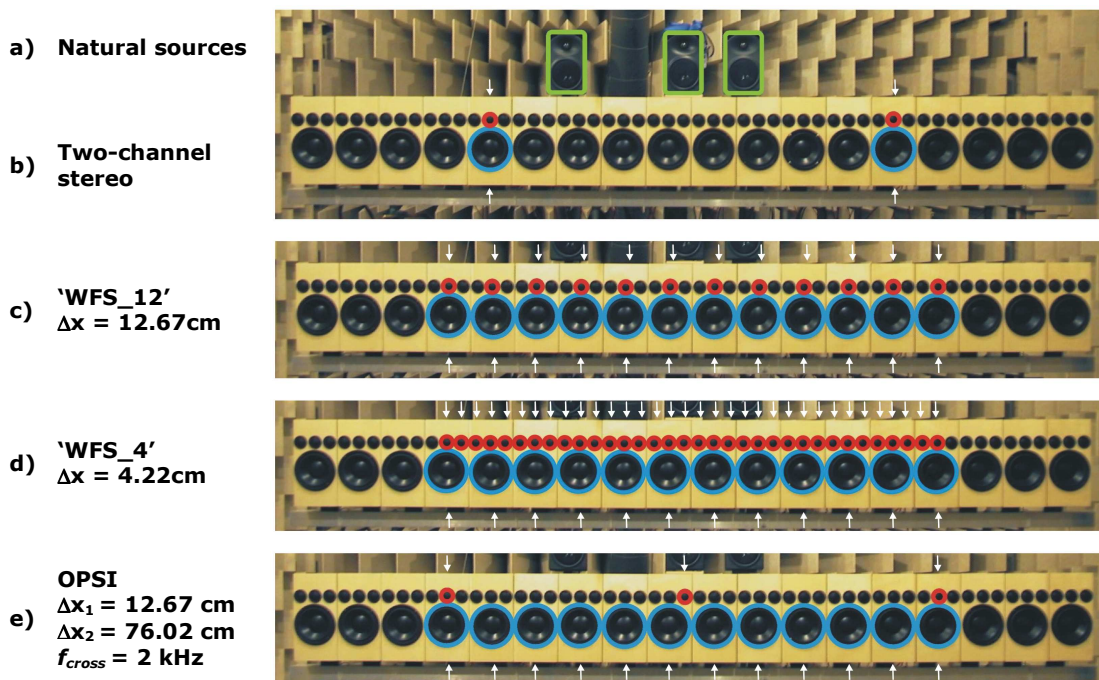 a) Natural sources
b) Two-channel
stereo
c) ‘WFS_12’
Δx = 12.67cm
d) ‘WFS_4’
Δx = 4.22cm
e) OPSI
Δx₁ = 12.67 cm
Δx₂ = 76.02 cm
f_cross = 2 kHz